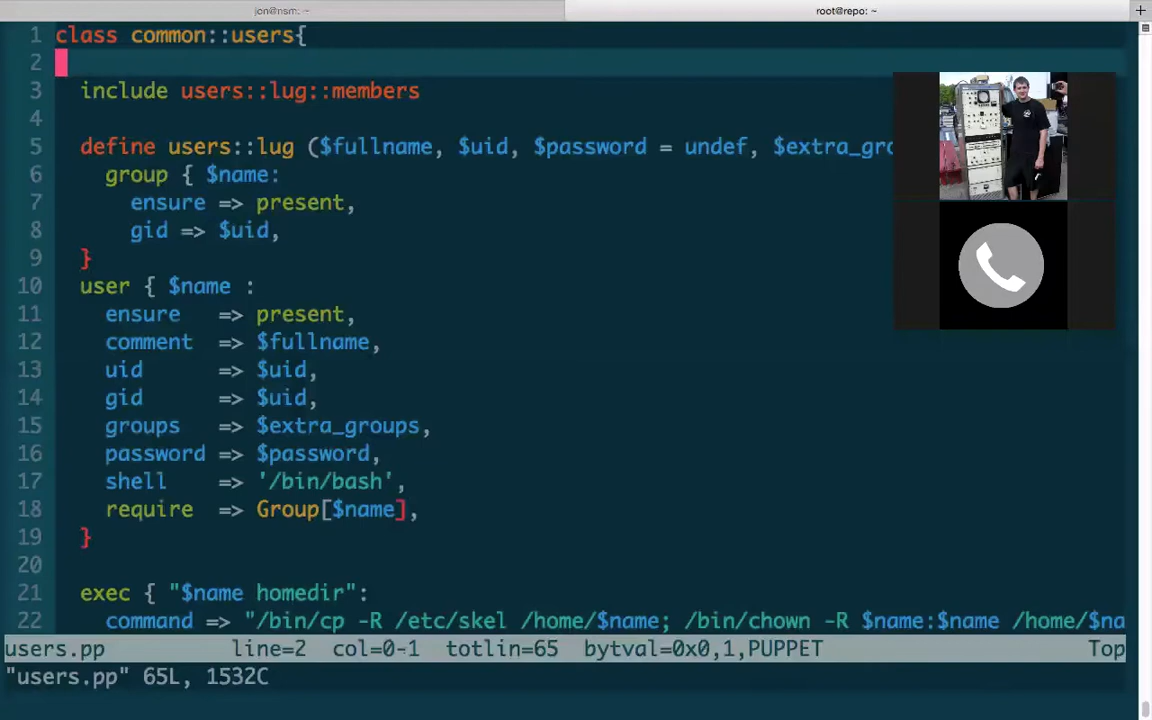 jon@nsm: ~
root@repo: ~
+
1 class common::users{
2
3 include users::lug::members
4
5 define users::lug ($fullname, $uid, $password = undef, $extra_gro
6 group { $name:
7 ensure => present,
8 gid => $uid,
9 }
10 user { $name :
11 ensure => present,
12 comment => $fullname,
13 uid => $uid,
14 gid => $uid,
15 groups => $extra_groups,
16 password => $password,
17 shell => '/bin/bash',
18 require => Group[$name],
19 }
20
21 exec { "$name homedir":
22 command => "/bin/cp -R /etc/skel /home/$name; /bin/chown -R $name:$name /home/$na
users.pp line=2 col=0-1 totlin=65 bytval=0x0,1,PUPPET Top
"users.pp" 65L, 1532C